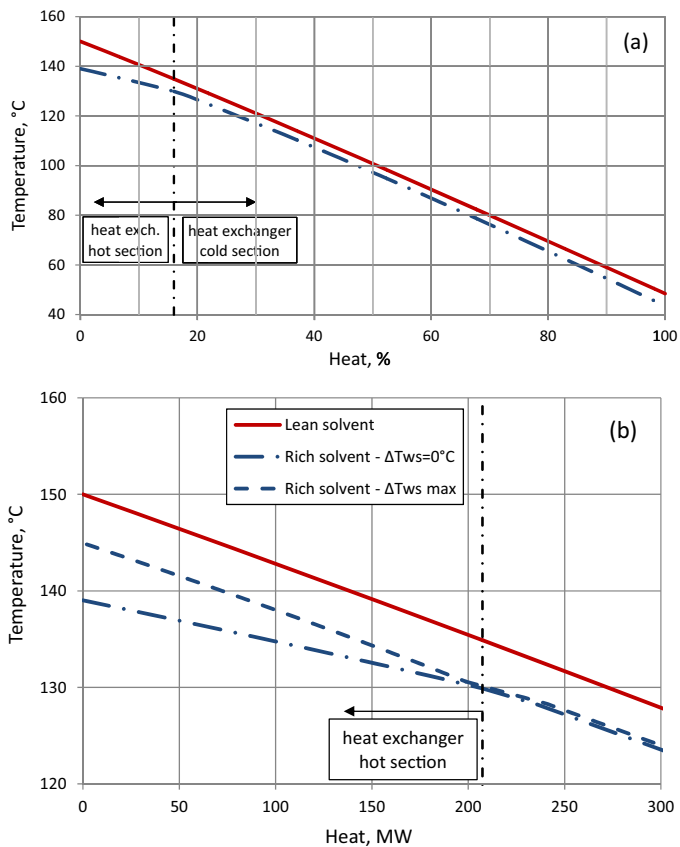 160
(a)
140
120
100
80
60
40
Temperature, °C
heat exch.
hot section
heat exchanger
cold section
0
20
40
60
80
100
Heat, %
160
(b)
Lean solvent
Rich solvent - ΔTws=0°C
Rich solvent - ΔTws max
150
140
130
120
Temperature, °C
heat exchanger
hot section
0
50
100
150
200
250
300
Heat, MW